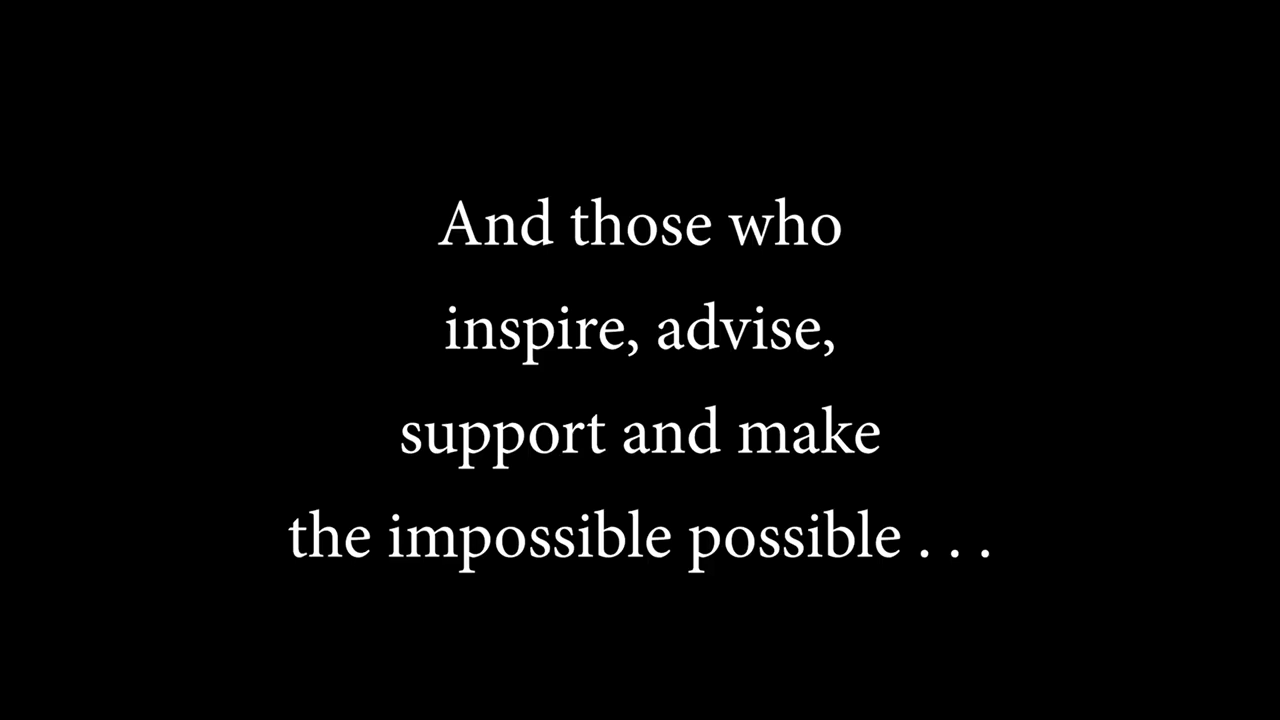 And those who
inspire, advise,
support and make
the impossible possible . . .